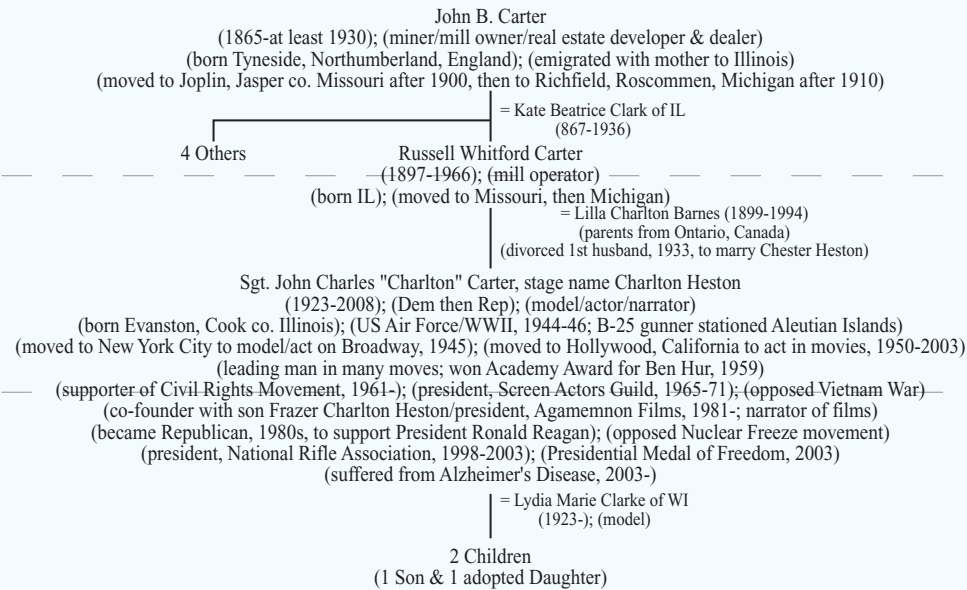 John B. Carter
(1865-at least 1930); (miner/mill owner/real estate developer & dealer)
(born Tyneside, Northumberland, England); (emigrated with mother to Illinois)
(moved to Joplin, Jasper co. Missouri after 1900, then to Richfield, Roscommen, Michigan after 1910)
= Kate Beatrice Clark of IL
(867-1936)
4 Others
Russell Whitford Carter
(1897-1966); (mill operator)
(born IL); (moved to Missouri, then Michigan)
= Lilla Charlton Barnes (1899-1994)
(parents from Ontario, Canada)
(divorced 1st husband, 1933, to marry Chester Heston)
Sgt. John Charles "Charlton" Carter, stage name Charlton Heston
(1923-2008); (Dem then Rep); (model/actor/narrator)
(born Evanston, Cook co. Illinois); (US Air Force/WWII, 1944-46; B-25 gunner stationed Aleutian Islands)
(moved to New York City to model/act on Broadway, 1945); (moved to Hollywood, California to act in movies, 1950-2003)
(leading man in many moves; won Academy Award for Ben Hur, 1959)
(supporter of Civil Rights Movement, 1961-); (president, Screen Actors Guild, 1965-71); (opposed Vietnam War)
(co-founder with son Frazer Charlton Heston/president, Agamemnon Films, 1981-; narrator of films)
(became Republican, 1980s, to support President Ronald Reagan); (opposed Nuclear Freeze movement)
(president, National Rifle Association, 1998-2003); (Presidential Medal of Freedom, 2003)
(suffered from Alzheimer's Disease, 2003-)
= Lydia Marie Clarke of WI
(1923-); (model)
2 Children
(1 Son & 1 adopted Daughter)